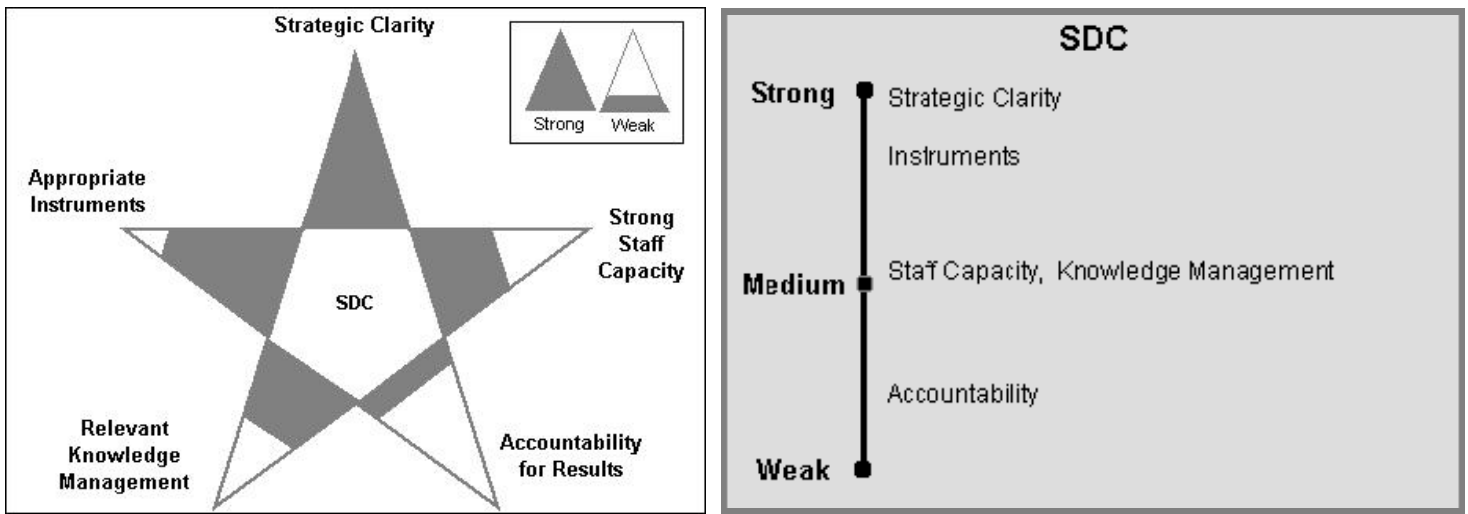 Strategic Clarity
Strong Weak
Appropriate
Instruments
Strong
Staff
Capacity
SDC
Relevant
Knowledge
Management
Accountability
for Results
SDC
Strong Strategic Clarity
Instruments
Medium Staff Capacity, Knowledge Management
Accountability
Weak